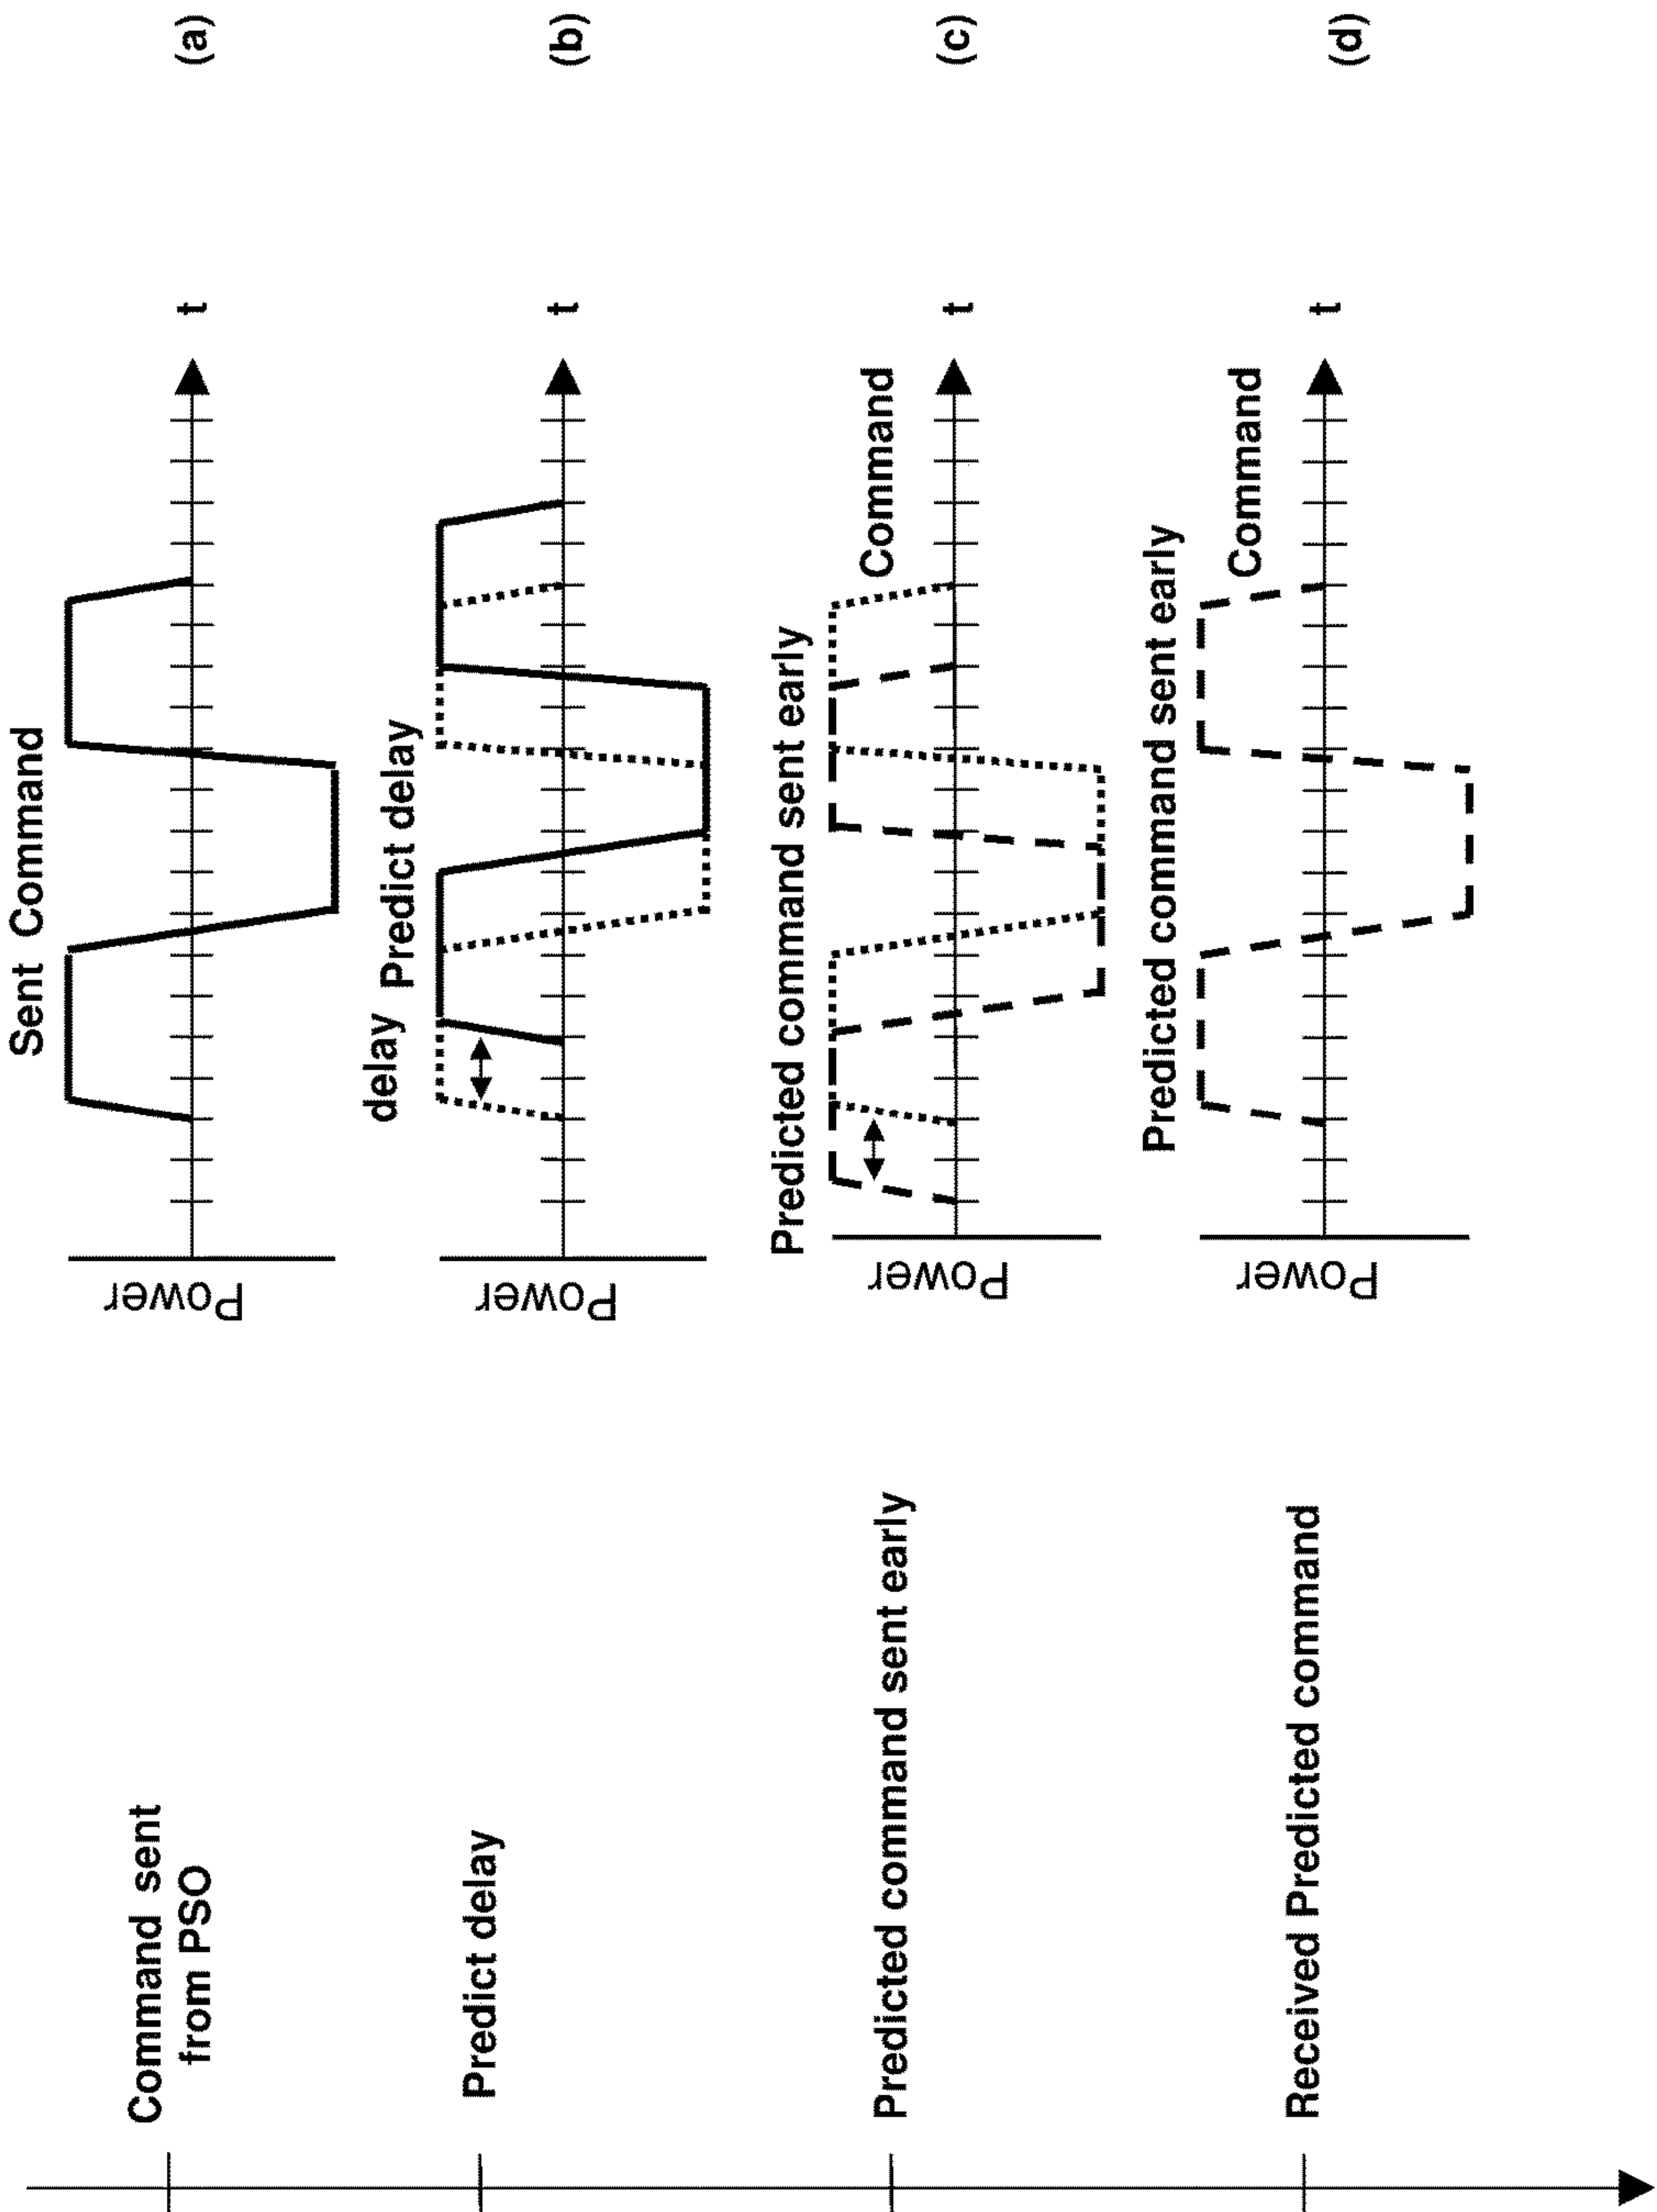 Command sent
from PSO
Sent Command
Power
t
(a)
Predict delay
delay
Predict delay
Power
t
(b)
Predicted command sent early
Predicted command sent early
Command
Power
t
(c)
Received Predicted command
Predicted command sent early
Command
Power
t
(d)